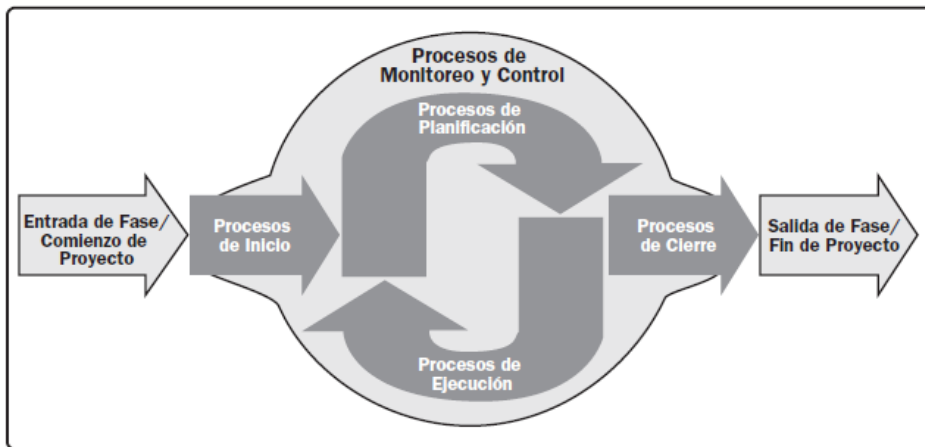 Procesos de
Monitoreo y Control
Procesos de
Planificación
Entrada de Fase/
Comienzo de
Proyecto
Procesos
de Inicio
Procesos
de Cierre
Salida de Fase/
Fin de Proyecto
Procesos de
Ejecución